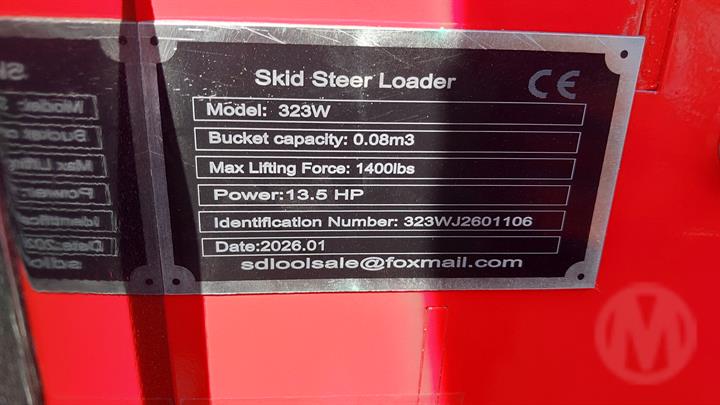 Skid Steer Loader
CE
Model: 323W
Bucket capacity: 0.08m3
Max Lifting Force: 1400lbs
Power:13.5 HP
Identification Number: 323WJ2601106
Date:2026.01
sdloolsale@foxmail.com
M